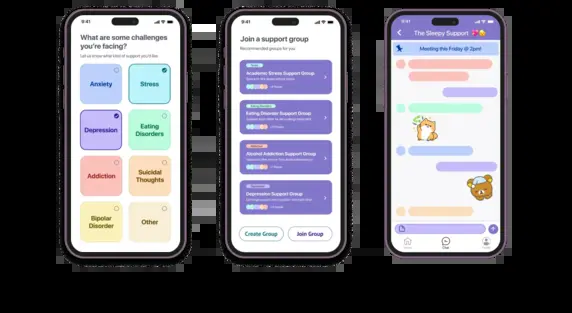 9:41
What are some challenges
you're facing?
Let us know what kind of support you'd like
Anxiety
Stress
Depression
Eating
Disorders
Addiction
Suicidal
Thoughts
Bipolar
Disorder
Other
9:41
Join a support group
Recommended groups for you
Academic Stress Support Group
Eating Disorder Support Group
Alcohol Addiction Support Group
Depression Support Group
Create Group
Join Group
9:41
The Sleepy Support
Meeting this Friday @ 2pm!
Chat